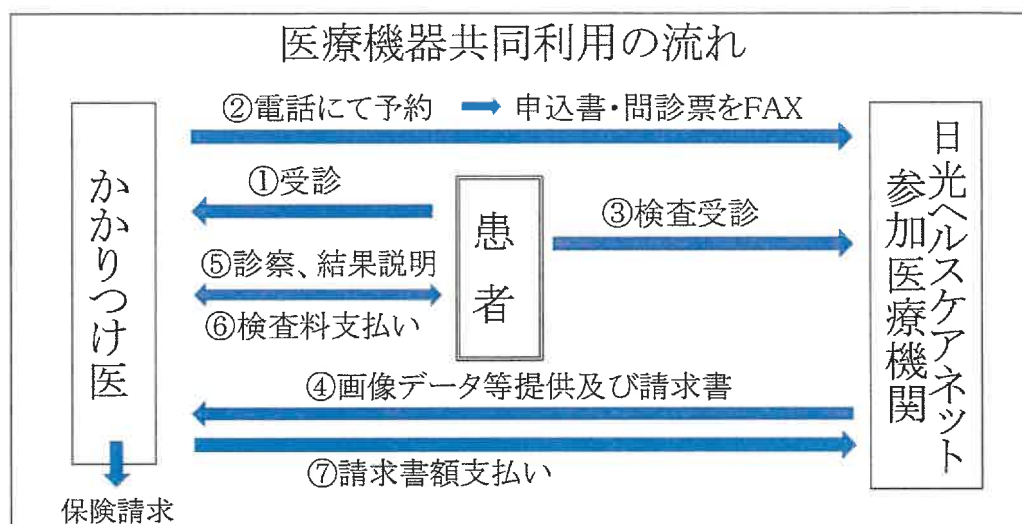 医療機器共同利用の流れ
②電話にて予約 → 申込書・問診票をFAX
①受診
③検査受診
⑤診察、結果説明
⑥検査料支払い
④画像データ等提供及び請求書
⑦請求書額支払い
かかりつけ医
患者
日光ヘルスケアネット
参加医療機関
保険請求